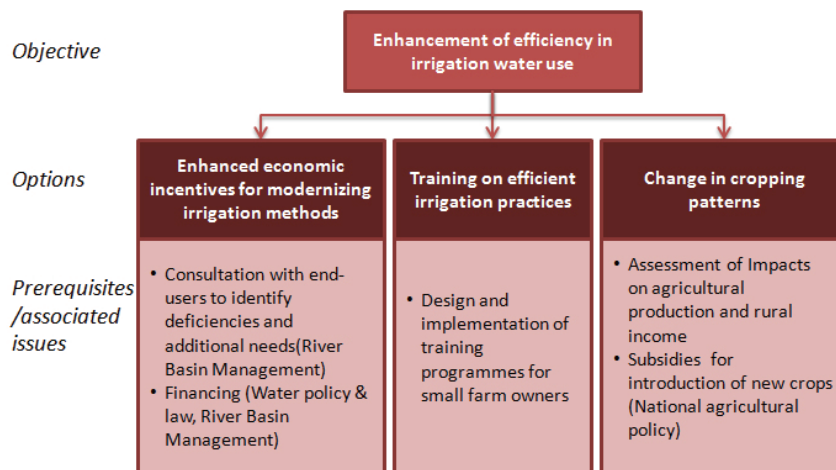 Objective
Enhancement of efficiency in
irrigation water use
Options
Enhanced economic
incentives for modernizing
irrigation methods
Training on efficient
irrigation practices
Change in cropping
patterns
Prerequisites
/associated
issues
• Consultation with end-
users to identify
deficiencies and
additional needs(River
Basin Management)
• Financing (Water policy &
law, River Basin
Management)
• Design and
implementation of
training
programmes for
small farm owners
• Assessment of Impacts
on agricultural
production and rural
income
• Subsidies for
introduction of new crops
(National agricultural
policy)